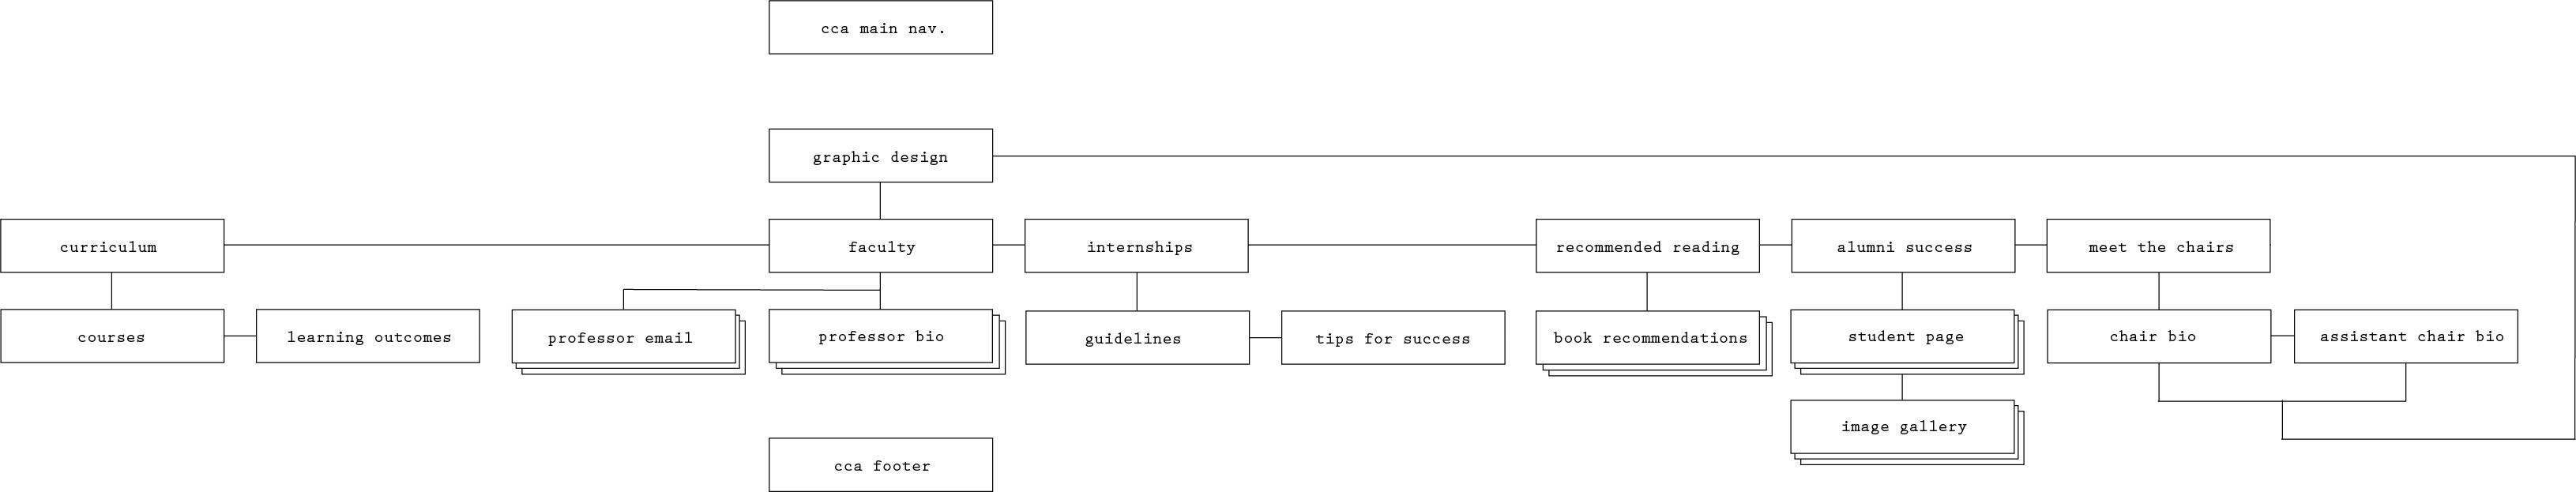 cca main nav.
graphic design
curriculum
faculty
internships
recommended reading
alumni success
meet the chairs
courses
learning outcomes
professor email
professor bio
guidelines
tips for success
book recommendations
student page
chair bio
assistant chair bio
image gallery
cca footer